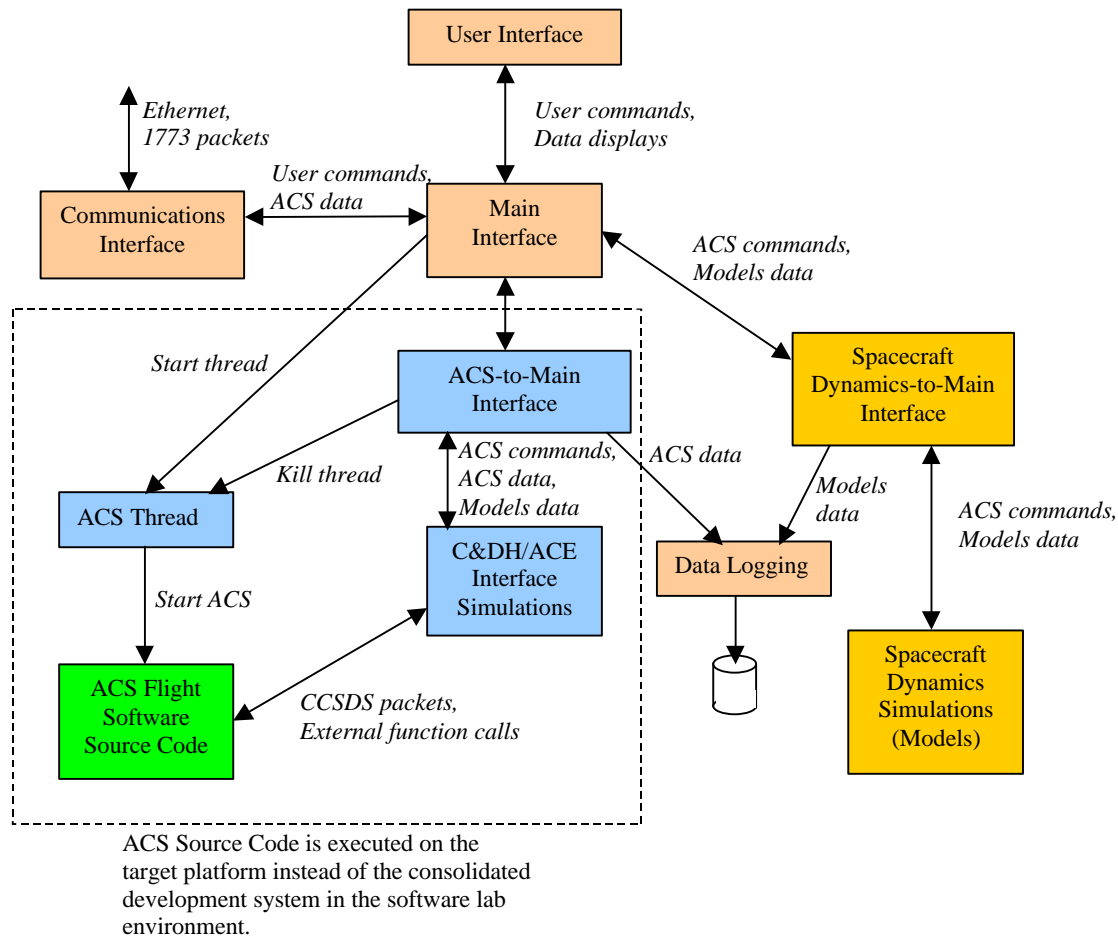 User Interface
Ethernet,
1773 packets
User commands,
Data displays
User commands,
ACS data
Communications
Interface
Main
Interface
ACS commands,
Models data
Start thread
ACS-to-Main
Interface
Spacecraft
Dynamics-to-Main
Interface
Kill thread
ACS commands,
ACS data,
Models data
ACS data
Models
data
ACS commands,
Models data
ACS Thread
C&DH/ACE
Interface
Simulations
Data Logging
Start ACS
ACS Flight
Software
Source Code
CCSDS packets,
External function calls
Spacecraft
Dynamics
Simulations
(Models)
ACS Source Code is executed on the
target platform instead of the consolidated
development system in the software lab
environment.